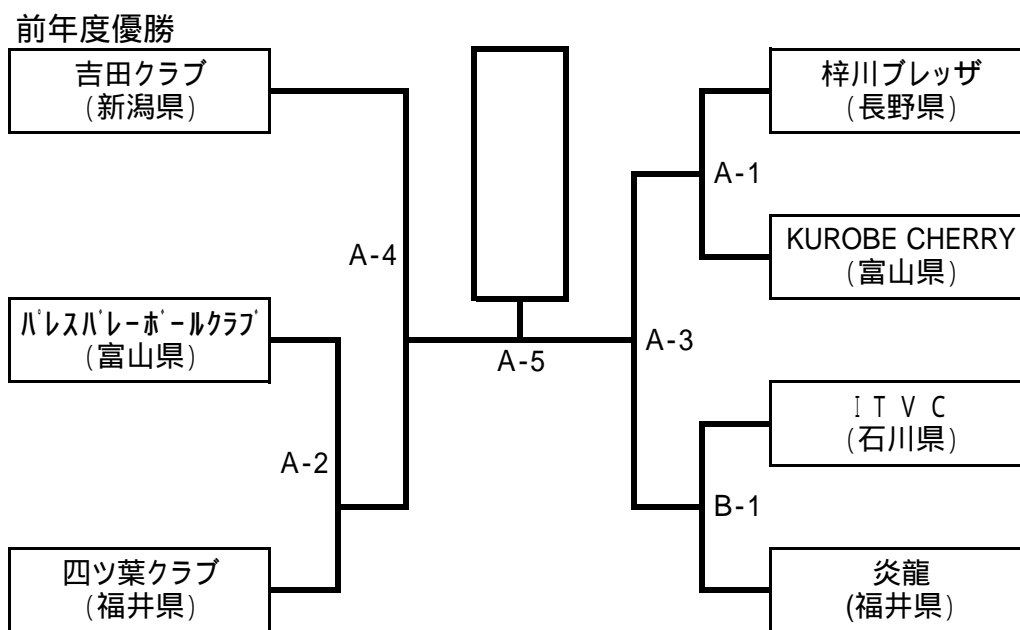 前年度優勝
吉田クラブ
(新潟県)
梓川ブレッザ
(長野県)
A-1
KUROBE CHERRY
(富山県)
A-4
パレスバレーボールクラブ
(富山県)
A-3
A-5
ITVC
(石川県)
A-2
B-1
四ツ葉クラブ
(福井県)
炎龍
(福井県)